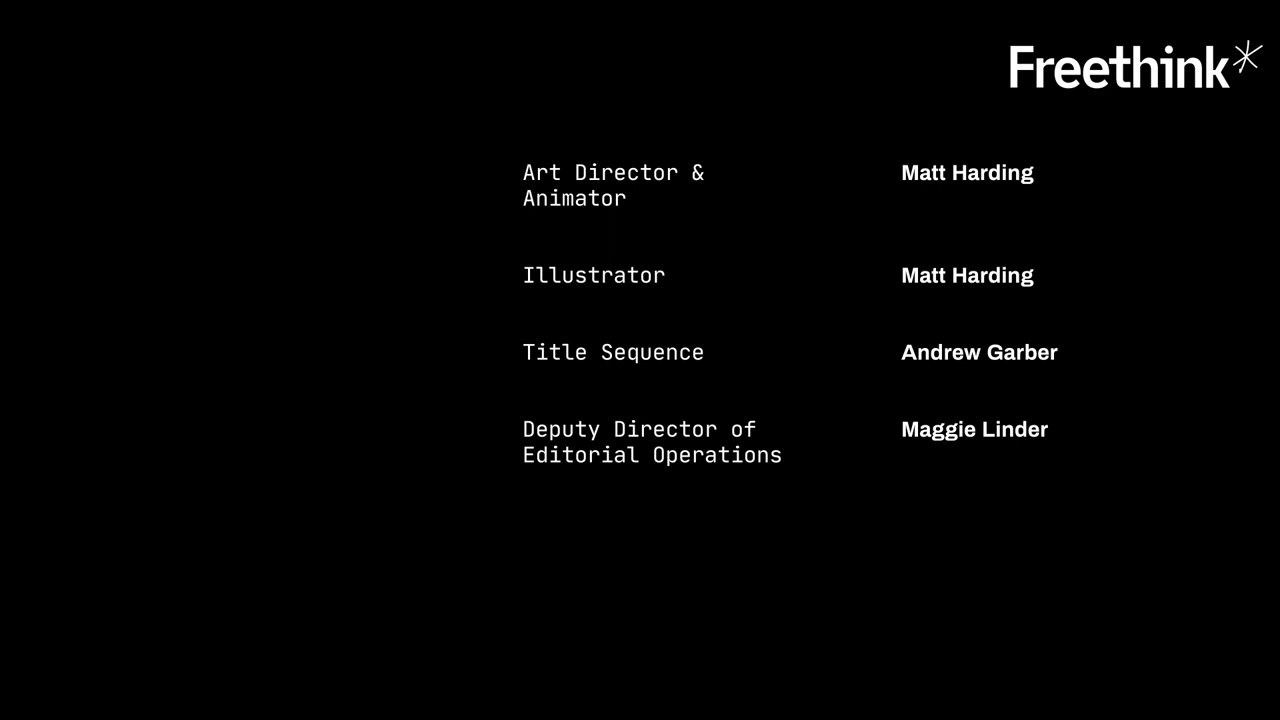 Freethink*
Art Director & Matt Harding
Animator
Illustrator Matt Harding
Title Sequence Andrew Garber
Deputy Director of Maggie Linder
Editorial Operations